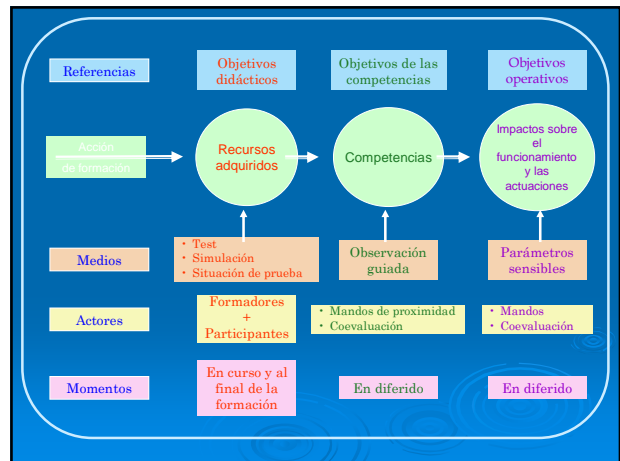 Referencias
Objetivos
didácticos
Objetivos de las
competencias
Objetivos
operativos
Acción
de formación
Recursos
adquiridos
Competencias
Impactos sobre
el
funcionamiento
y las
actuaciones
Medios
• Test
• Simulación
• Situación de prueba
Observación
guiada
Parámetros
sensibles
Actores
Formadores
+
Participantes
• Mandos de proximidad
• Coevaluación
• Mandos
• Coevaluación
Momentos
En curso y al
final de la
formación
En diferido
En diferido